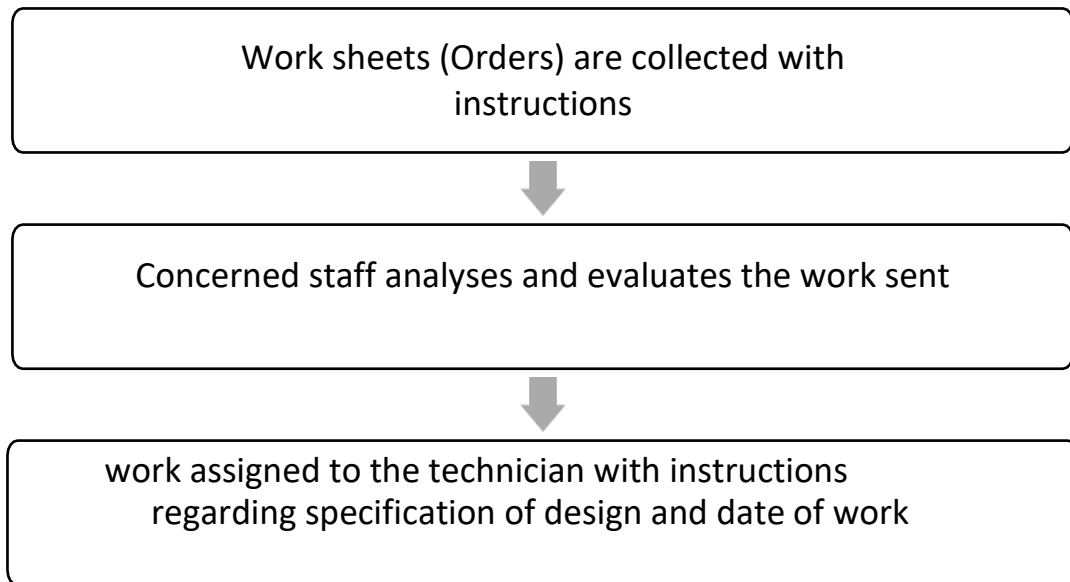 Work sheets (Orders) are collected with
instructions
Concerned staff analyses and evaluates the work sent
work assigned to the technician with instructions
regarding specification of design and date of work